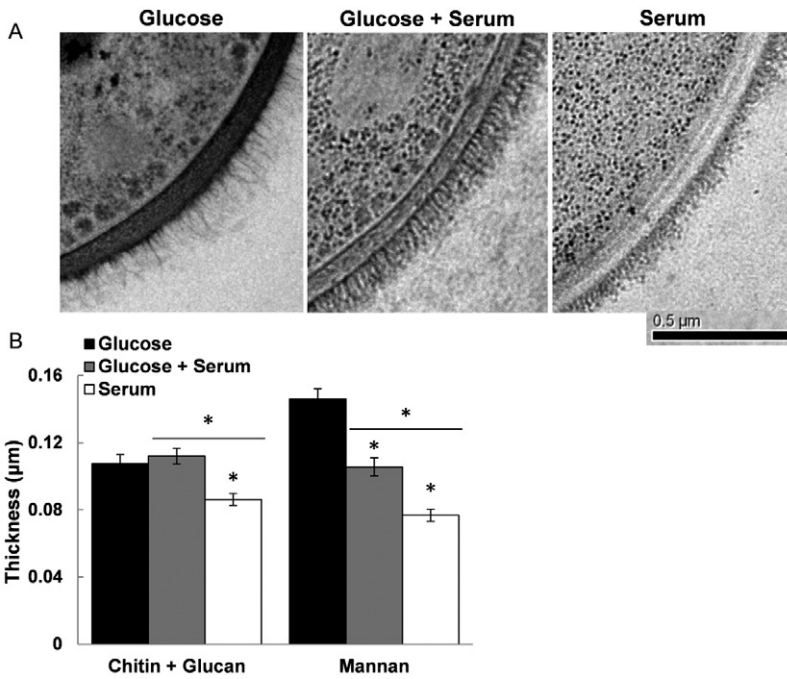 A
Glucose
Glucose + Serum
Serum
0.5 µm
B
Glucose
Glucose + Serum
Serum
Thickness (µm)
0.16
0.12
0.08
0.04
0
*
*
*
*
*
Chitin + Glucan
Mannan